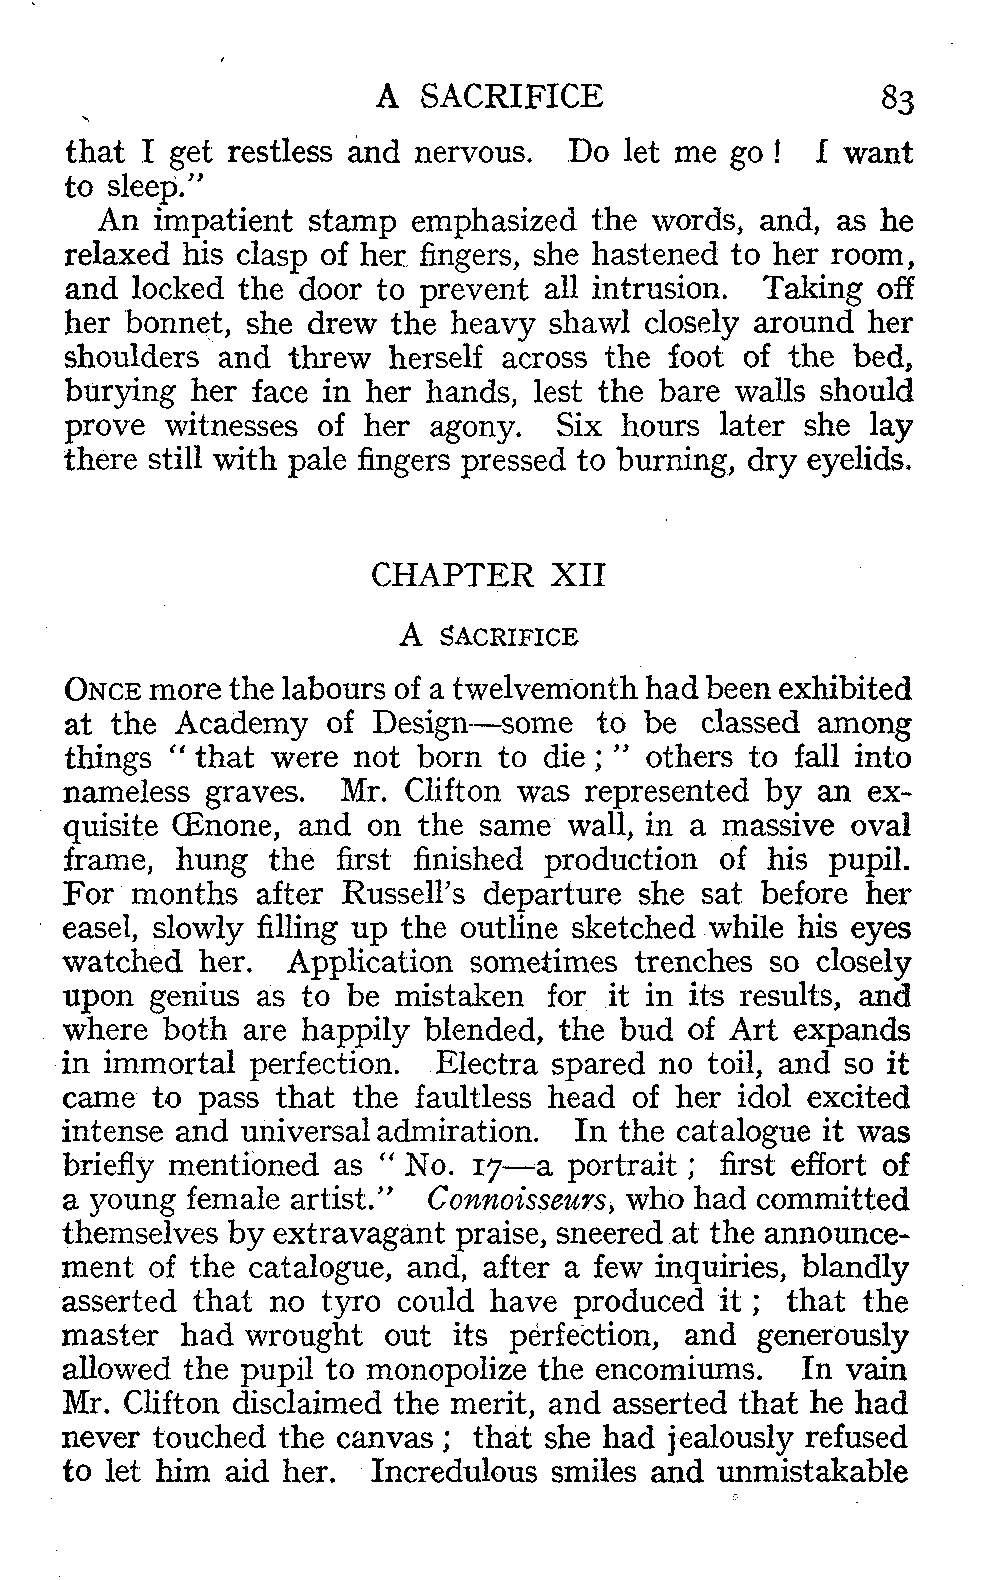 A SACRIFICE 83
that I get restless and nervous. Do let me go ! I want
to sleep."
An impatient stamp emphasized the words, and, as he
relaxed his clasp of her fingers, she hastened to her room,
and locked the door to prevent all intrusion. Taking off
her bonnet, she drew the heavy shawl closely around her
shoulders and threw herself across the foot of the bed,
burying her face in her hands, lest the bare walls should
prove witnesses of her agony. Six hours later she lay
there still with pale fingers pressed to burning, dry eyelids.
CHAPTER XII
A SACRIFICE
ONCE more the labours of a twelvemonth had been exhibited
at the Academy of Design—some to be classed among
things " that were not born to die ; " others to fall into
nameless graves. Mr. Clifton was represented by an ex-
quisite Œnone, and on the same wall, in a massive oval
frame, hung the first finished production of his pupil.
For months after Russell's departure she sat before her
easel, slowly filling up the outline sketched while his eyes
watched her. Application sometimes trenches so closely
upon genius as to be mistaken for it in its results, and
where both are happily blended, the bud of Art expands
in immortal perfection. Electra spared no toil, and so it
came to pass that the faultless head of her idol excited
intense and universal admiration. In the catalogue it was
briefly mentioned as " No. 17—a portrait ; first effort of
a young female artist." Connoisseurs, who had committed
themselves by extravagant praise, sneered at the announce-
ment of the catalogue, and, after a few inquiries, blandly
asserted that no tyro could have produced it ; that the
master had wrought out its perfection, and generously
allowed the pupil to monopolize the encomiums. In vain
Mr. Clifton disclaimed the merit, and asserted that he had
never touched the canvas ; that she had jealously refused
to let him aid her. Incredulous smiles and unmistakable